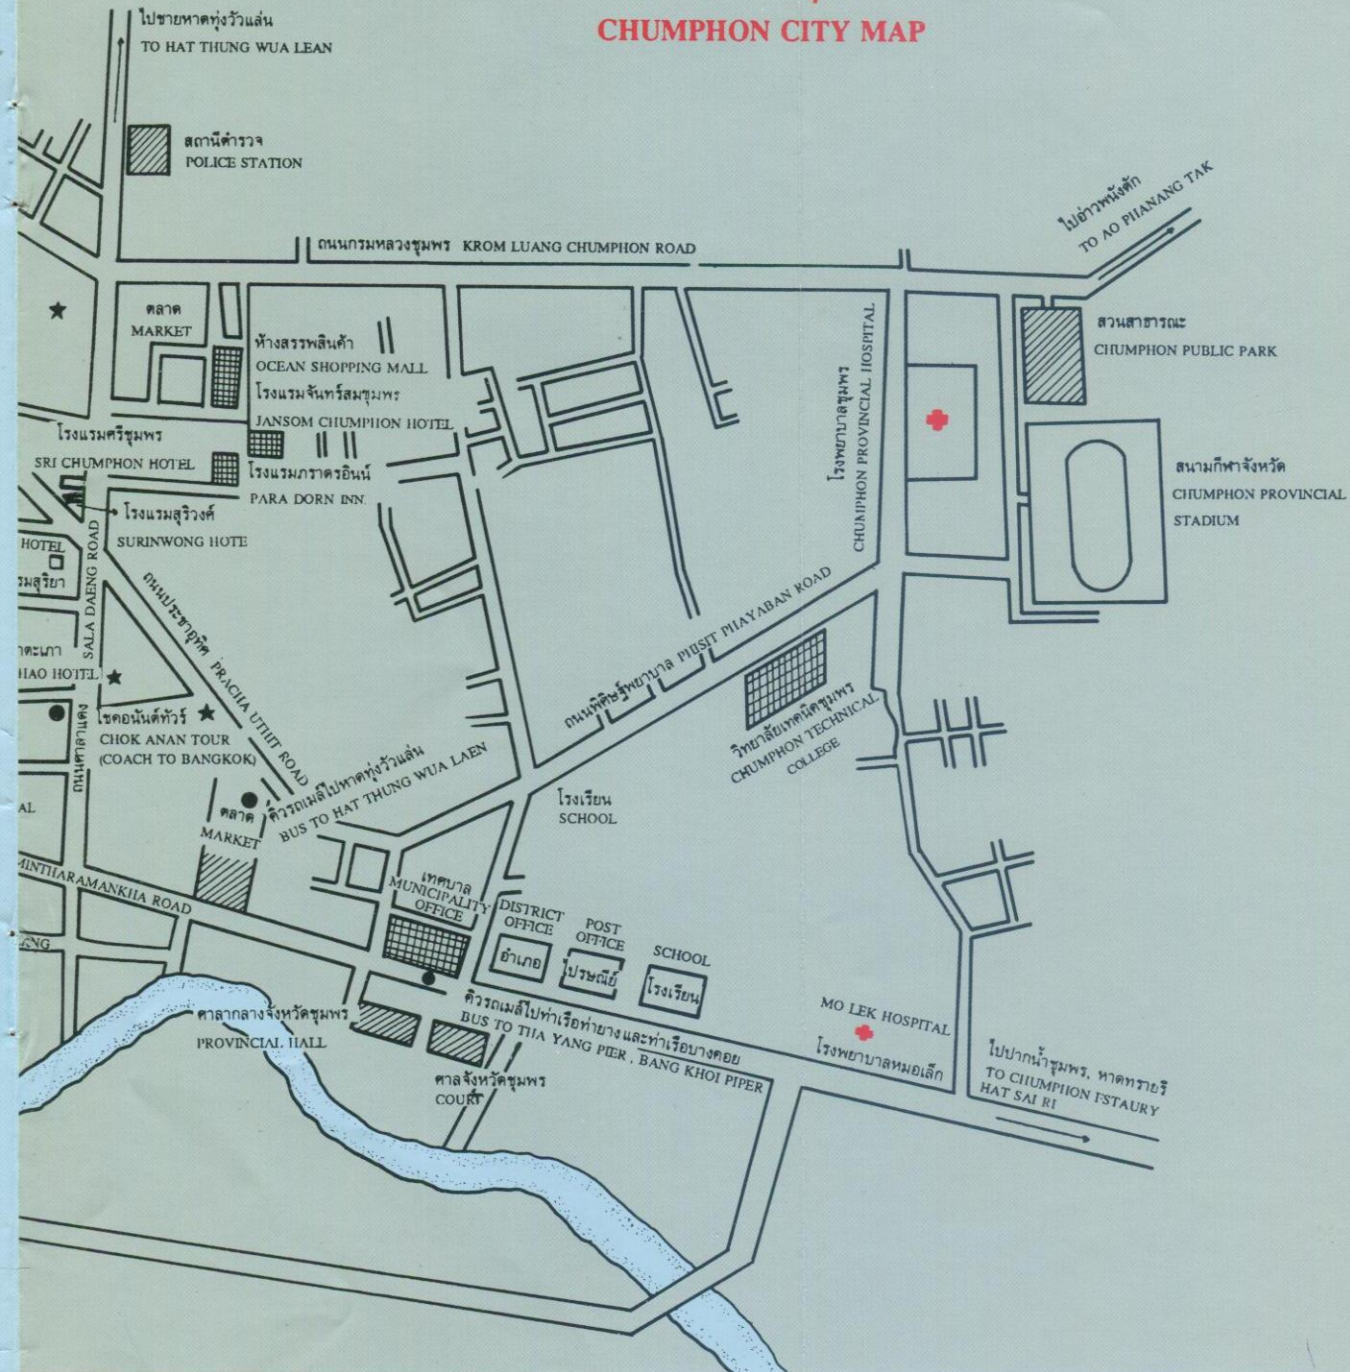 CHUMPHON CITY MAP
ไปชายหาดทุ่งวัวแล่น
TO HAT THUNG WUA LEAN
สถานีตำรวจ
POLICE STATION
ไปอ่าวพนังตัก
TO AO PHANANG TAK
ถนนกรมหลวงชุมพร KROM LUANG CHUMPHON ROAD
ตลาด
MARKET
ห้างสรรพสินค้า
OCEAN SHOPPING MALL
โรงแรมจันทร์สมชุมพร
JANSOM CHUMPHON HOTEL
โรงพยาบาลชุมพร
CHUMPHON PROVINCIAL HOSPITAL
สวนสาธารณะ
CHUMPHON PUBLIC PARK
โรงแรมศรีชุมพร
SRI CHUMPHON HOTEL
โรงแรมภราดรอินน์
PARA DORN INN.
สนามกีฬาจังหวัด
CHUMPHON PROVINCIAL
STADIUM
โรงแรมสุริวงศ์
SURINWONG HOTE
HOTEL
รมสุริยา
SALA DAENG ROAD
ถนนศาลาแดง
ถนนประชาอุทิศ PRACHA UTHIT ROAD
าตะเภา
HAO HOTEL
โชคอนันต์ทัวร์
CHOK ANAN TOUR
(COACH TO BANGKOK)
ถนนพิศิษฐ์พยาบาล PHISIT PHAYABAN ROAD
วิทยาลัยเทคนิคชุมพร
CHUMPHON TECHNICAL
COLLEGE
คิวรถเมล์ไปหาดทุ่งวัวแล่น
BUS TO HAT THUNG WUA LAEN
AL
ตลาด
MARKET
โรงเรียน
SCHOOL
MINTHARAMANKHA ROAD
ENG
เทศบาล
MUNICIPALITY
OFFICE
DISTRICT
OFFICE
อำเภอ
POST
OFFICE
ไปรษณีย์
SCHOOL
โรงเรียน
คิวรถเมล์ไปท่าเรือท่ายางและท่าเรือบางคอย
BUS TO THA YANG PIER , BANG KHOI PIPER
ศาลากลางจังหวัดชุมพร
PROVINCIAL HALL
ศาลจังหวัดชุมพร
COURT
MO LEK HOSPITAL
โรงพยาบาลหมอเล็ก
ไปปากน้ำชุมพร, หาดทรายรี
TO CHUMPHON ESTAURY
HAT SAI RI